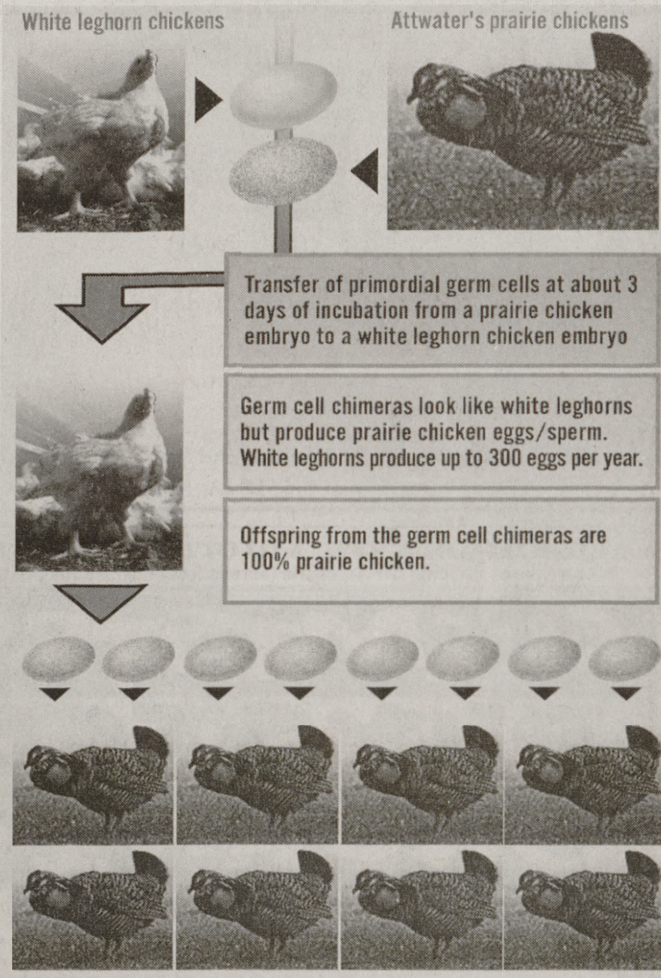 White leghorn chickens
Attwater's prairie chickens
Transfer of primordial germ cells at about 3
days of incubation from a prairie chicken
embryo to a white leghorn chicken embryo
Germ cell chimeras look like white leghorns
but produce prairie chicken eggs/sperm.
White leghorns produce up to 300 eggs per year.
Offspring from the germ cell chimeras are
100% prairie chicken.